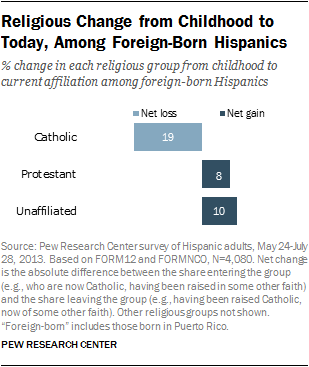 Religious Change from Childhood to
Today, Among Foreign-Born Hispanics
% change in each religious group from childhood to
current affiliation among foreign-born Hispanics
Net loss Net gain
Catholic 19
Protestant 8
Unaffiliated 10
Source: Pew Research Center survey of Hispanic adults, May 24-July
28, 2013. Based on FORM12 and FORMNCO, N=4,080. Net change
is the absolute difference between the share entering the group
(e.g., who are now Catholic, having been raised in some other faith)
and the share leaving the group (e.g., having been raised Catholic,
now of some other faith). Other religious groups not shown.
“Foreign-born” includes those born in Puerto Rico.
PEW RESEARCH CENTER